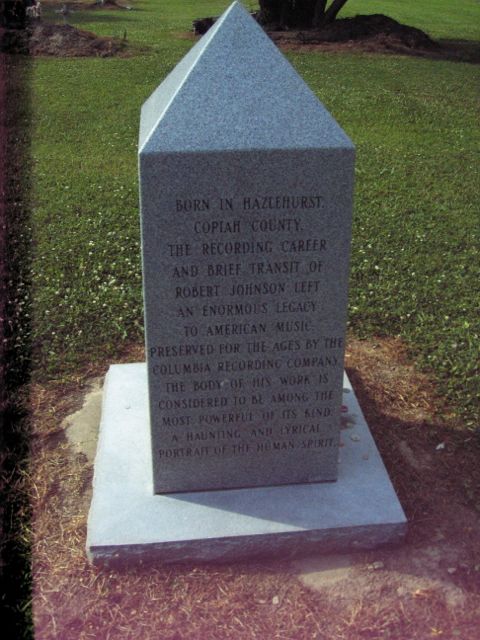 BORN IN HAZLEHURST,
COPIAH COUNTY,
THE RECORDING CAREER
AND BRIEF TRANSIT OF
ROBERT JOHNSON LEFT
AN ENORMOUS LEGACY
TO AMERICAN MUSIC.
PRESERVED FOR THE AGES BY THE
COLUMBIA RECORDING COMPANY,
THE BODY OF HIS WORK IS
CONSIDERED TO BE AMONG THE
MOST POWERFUL OF ITS KIND:
A HAUNTING AND LYRICAL
PORTRAIT OF THE HUMAN SPIRIT.